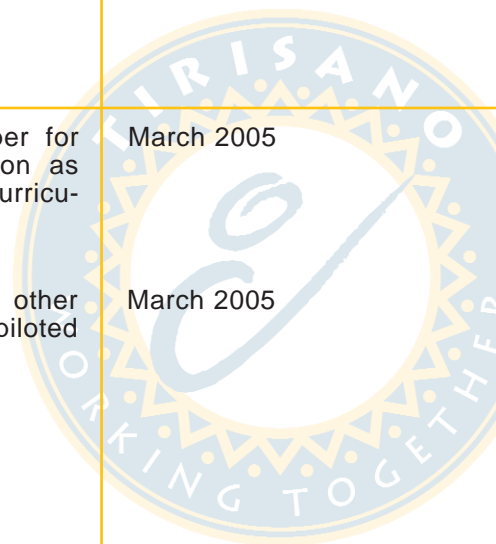 TIRISANO
per for March 2005
on as
urricu-
other March 2005
piloted
WORKING TOGETHER